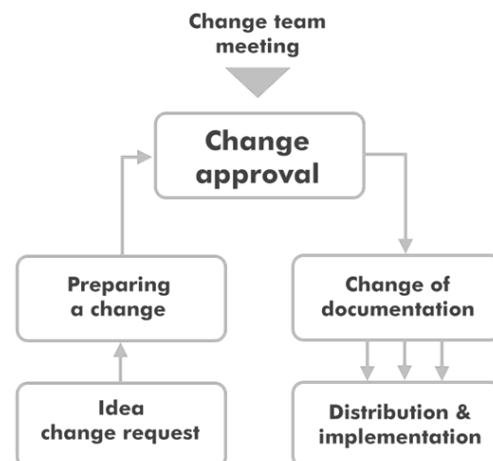 Change team
meeting
Change
approval
Preparing
a change
Change of
documentation
Idea
change request
Distribution &
implementation